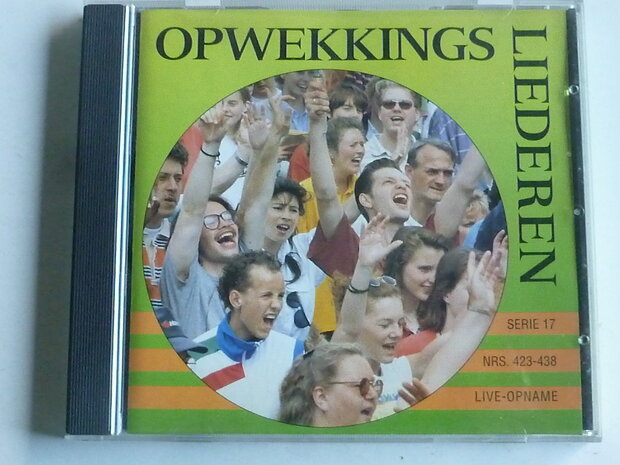 OPWEKKINGS
LIEDEREN
SERIE 17
NRS. 423-438
LIVE-OPNAME